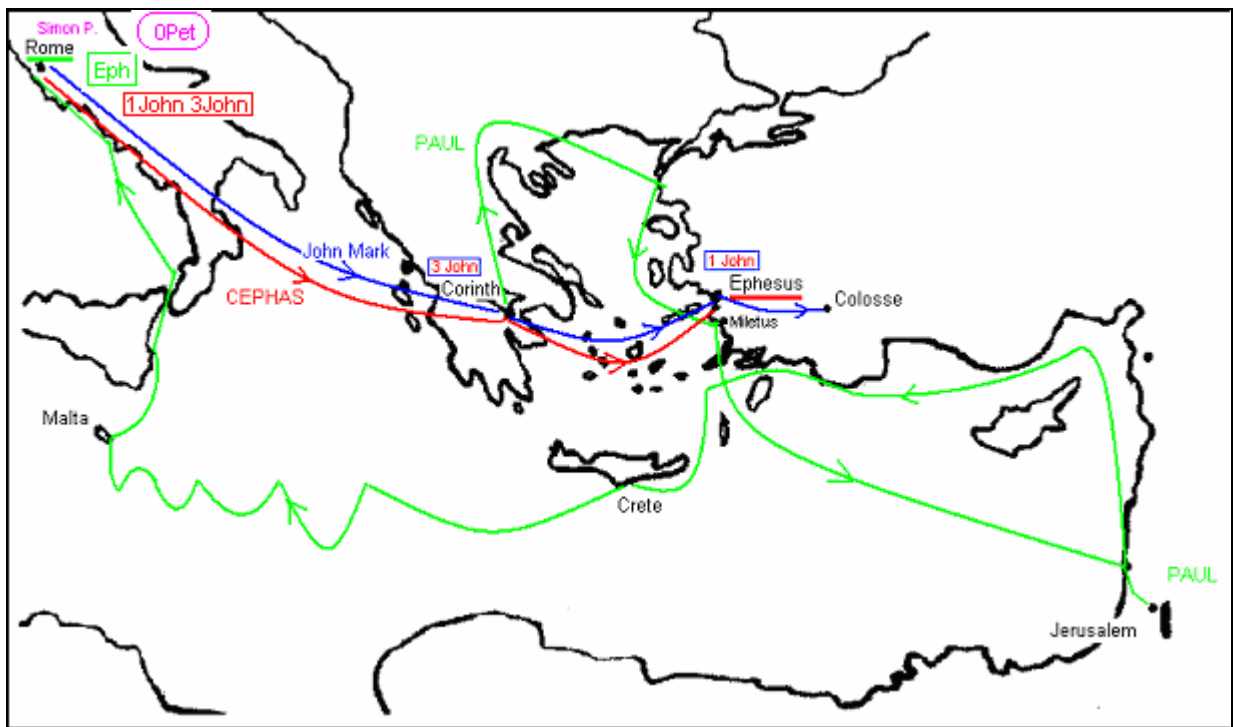 Simon P.
0Pet
Rome
Eph
1John 3John
PAUL
John Mark
3 John
1 John
Corinth
Ephesus
CEPHAS
Colosse
Miletus
Malta
Crete
PAUL
Jerusalem